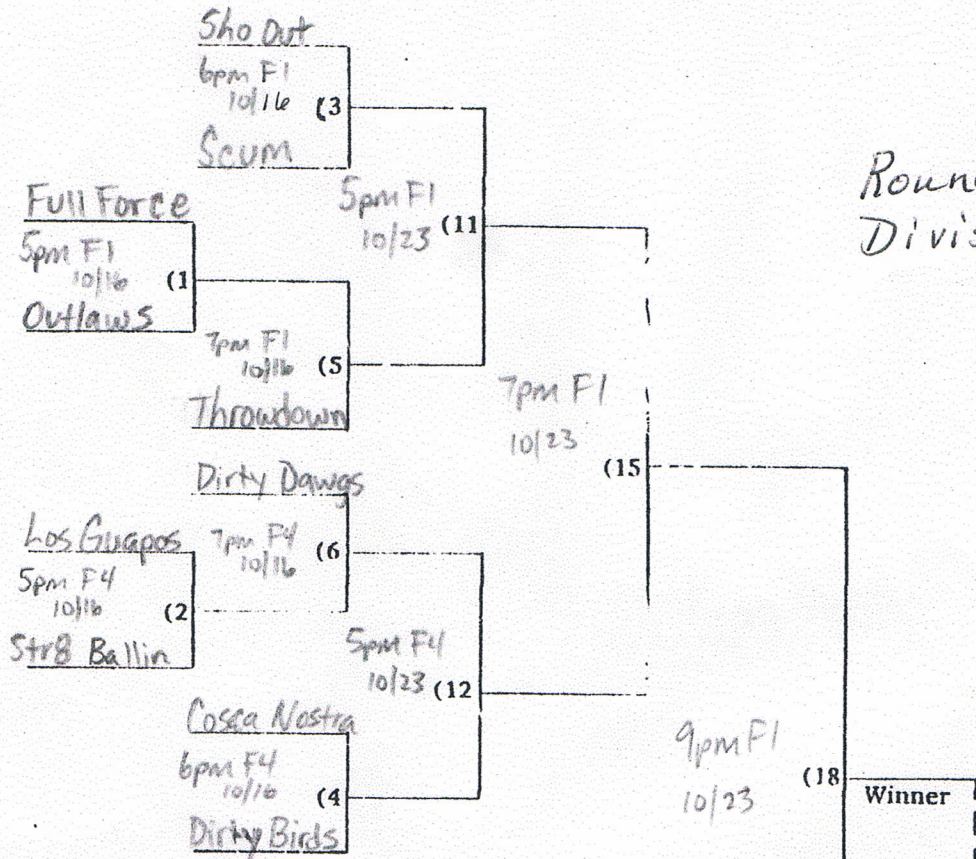 Sho Out
6pm F1
10/16 (3
Scum
Full Force
5pm F1
10/16 (1
Outlaws
5pm F1
10/23 (11
7pm F1
10/16 (5
Throwdown
Dirty Dawgs
7pm F4
10/16 (6
Los Guapos
5pm F4
10/16 (2
Str8 Ballin
5pm F4
10/23 (12
Cosca Nostra
6pm F4
10/16 (4
Dirty Birds
7pm F1
10/23
(15
9pm F1
10/23 (18
Winner